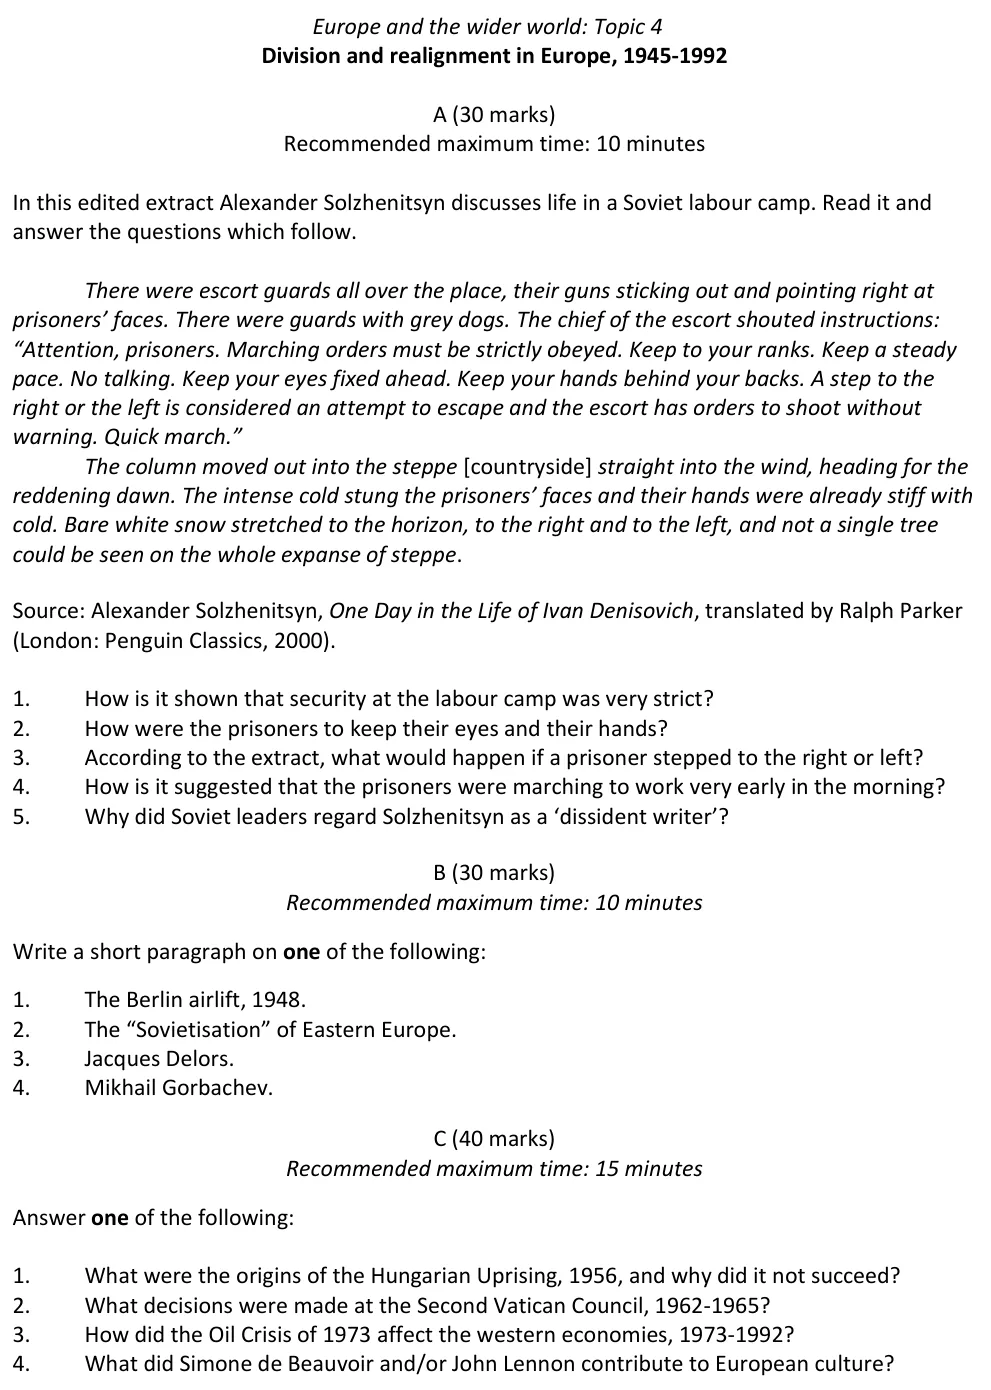 Europe and the wider world: Topic 4
Division and realignment in Europe, 1945-1992
A (30 marks)
Recommended maximum time: 10 minutes
In this edited extract Alexander Solzhenitsyn discusses life in a Soviet labour camp. Read it and
answer the questions which follow.
There were escort guards all over the place, their guns sticking out and pointing right at
prisoners’ faces. There were guards with grey dogs. The chief of the escort shouted instructions:
“Attention, prisoners. Marching orders must be strictly obeyed. Keep to your ranks. Keep a steady
pace. No talking. Keep your eyes fixed ahead. Keep your hands behind your backs. A step to the
right or the left is considered an attempt to escape and the escort has orders to shoot without
warning. Quick march.”
The column moved out into the steppe [countryside] straight into the wind, heading for the
reddening dawn. The intense cold stung the prisoners’ faces and their hands were already stiff with
cold. Bare white snow stretched to the horizon, to the right and to the left, and not a single tree
could be seen on the whole expanse of steppe.
Source: Alexander Solzhenitsyn, One Day in the Life of Ivan Denisovich, translated by Ralph Parker
(London: Penguin Classics, 2000).
1. How is it shown that security at the labour camp was very strict?
2. How were the prisoners to keep their eyes and their hands?
3. According to the extract, what would happen if a prisoner stepped to the right or left?
4. How is it suggested that the prisoners were marching to work very early in the morning?
5. Why did Soviet leaders regard Solzhenitsyn as a ‘dissident writer’?
B (30 marks)
Recommended maximum time: 10 minutes
Write a short paragraph on one of the following:
1. The Berlin airlift, 1948.
2. The “Sovietisation” of Eastern Europe.
3. Jacques Delors.
4. Mikhail Gorbachev.
C (40 marks)
Recommended maximum time: 15 minutes
Answer one of the following:
1. What were the origins of the Hungarian Uprising, 1956, and why did it not succeed?
2. What decisions were made at the Second Vatican Council, 1962-1965?
3. How did the Oil Crisis of 1973 affect the western economies, 1973-1992?
4. What did Simone de Beauvoir and/or John Lennon contribute to European culture?